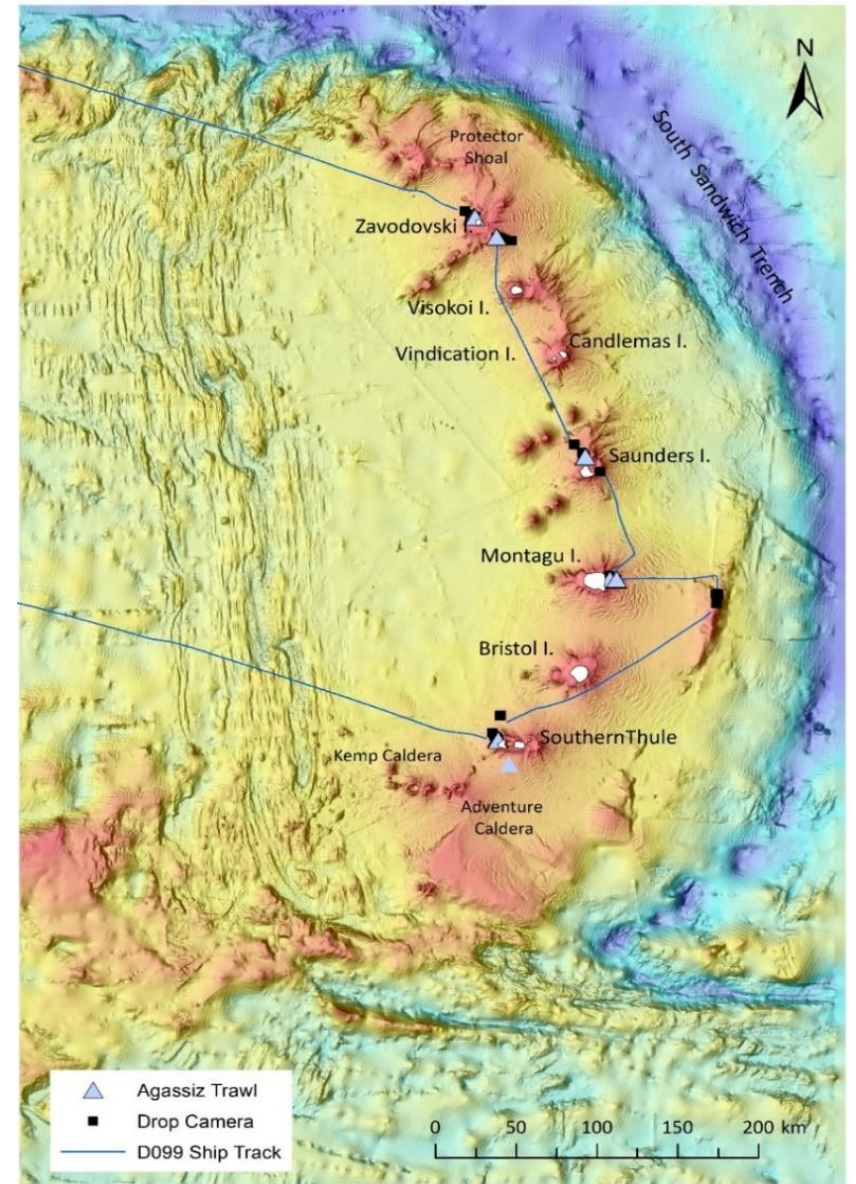 N
South Sandwich Trench
Protector
Shoal
Zavodovski I.
Visokoi I.
Candlemas I.
Vindication I.
Saunders I.
Montagu I.
Bristol I.
SouthernThule
Kemp Caldera
Adventure
Caldera
Agassiz Trawl
Drop Camera
D099 Ship Track
0 50 100 150 200 km